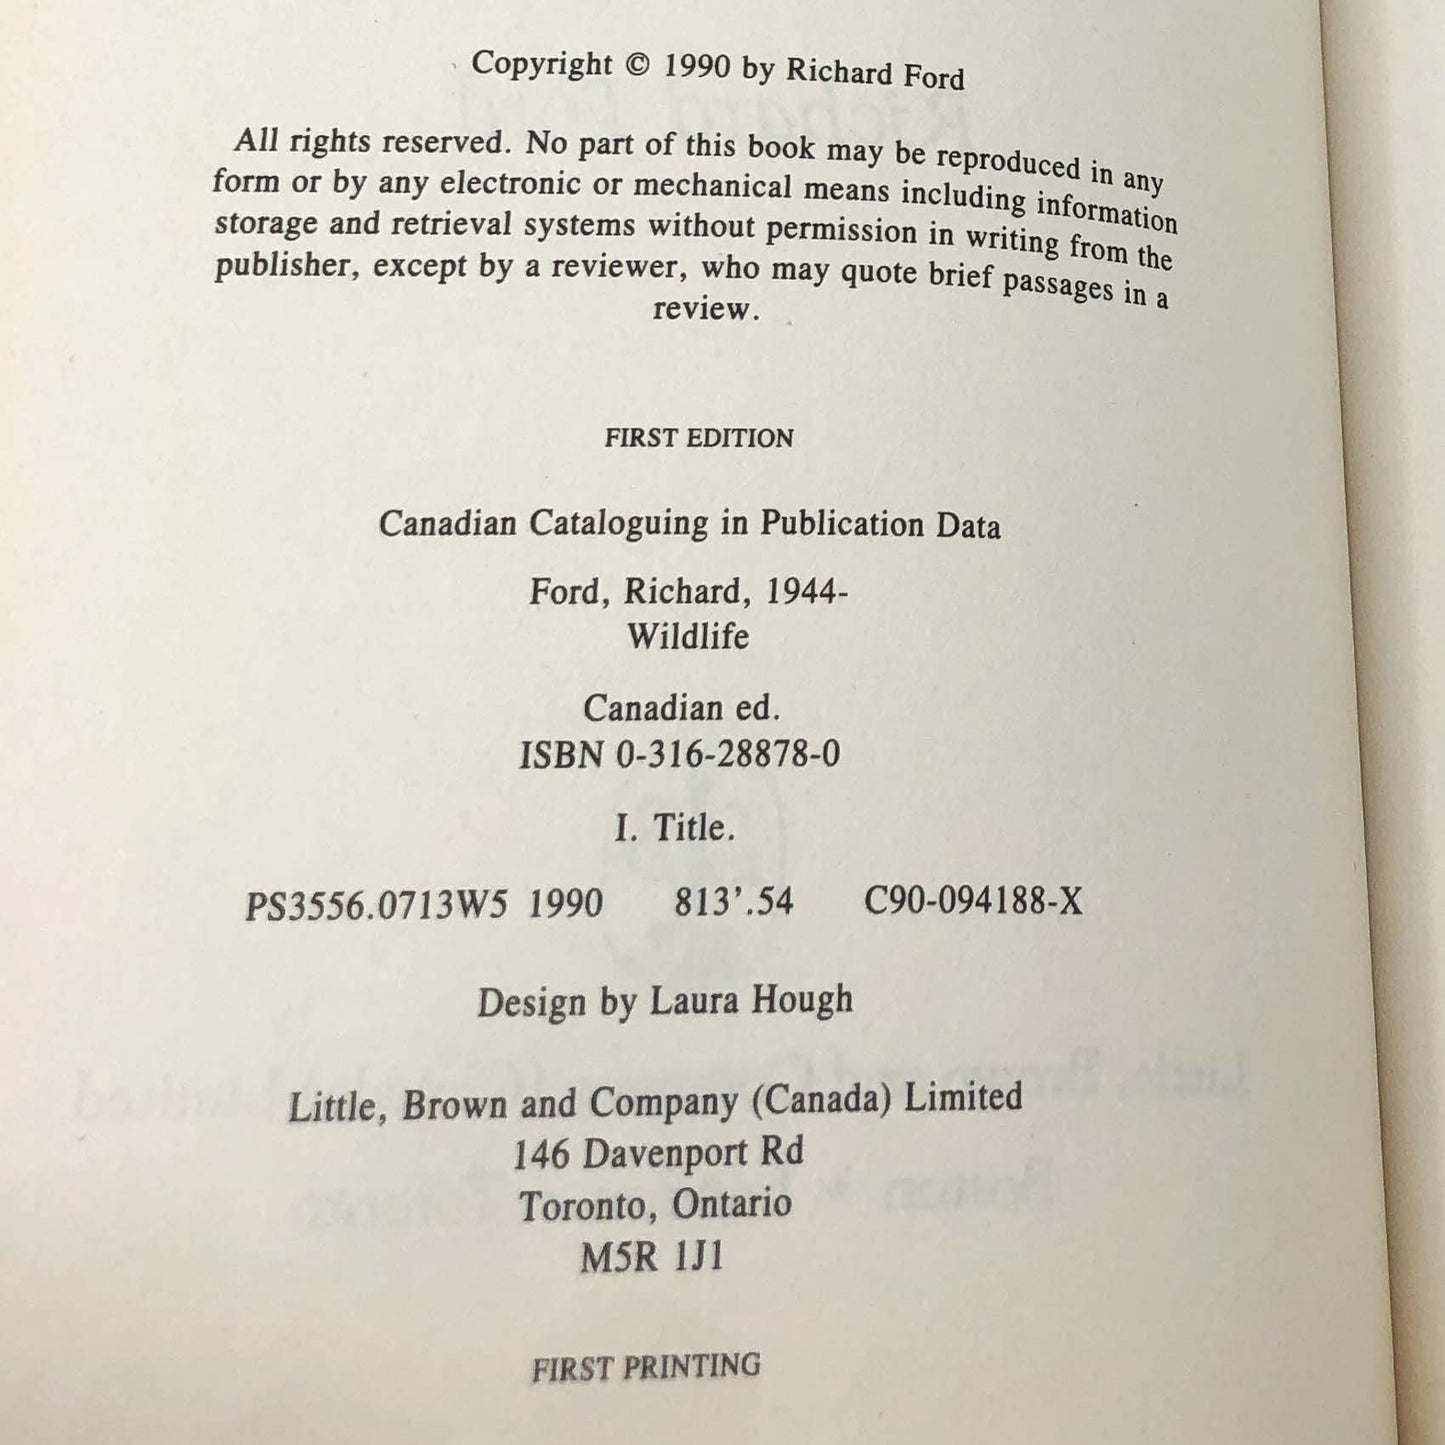 Copyright © 1990 by Richard Ford
All rights reserved. No part of this book may be reproduced in any
form or by any electronic or mechanical means including information
storage and retrieval systems without permission in writing from the
publisher, except by a reviewer, who may quote brief passages in a
review.
FIRST EDITION
Canadian Cataloguing in Publication Data
Ford, Richard, 1944-
Wildlife
Canadian ed.
ISBN 0-316-28878-0
I. Title.
PS3556.0713W5 1990 813’.54 C90-094188-X
Design by Laura Hough
Little, Brown and Company (Canada) Limited
146 Davenport Rd
Toronto, Ontario
M5R 1J1
FIRST PRINTING